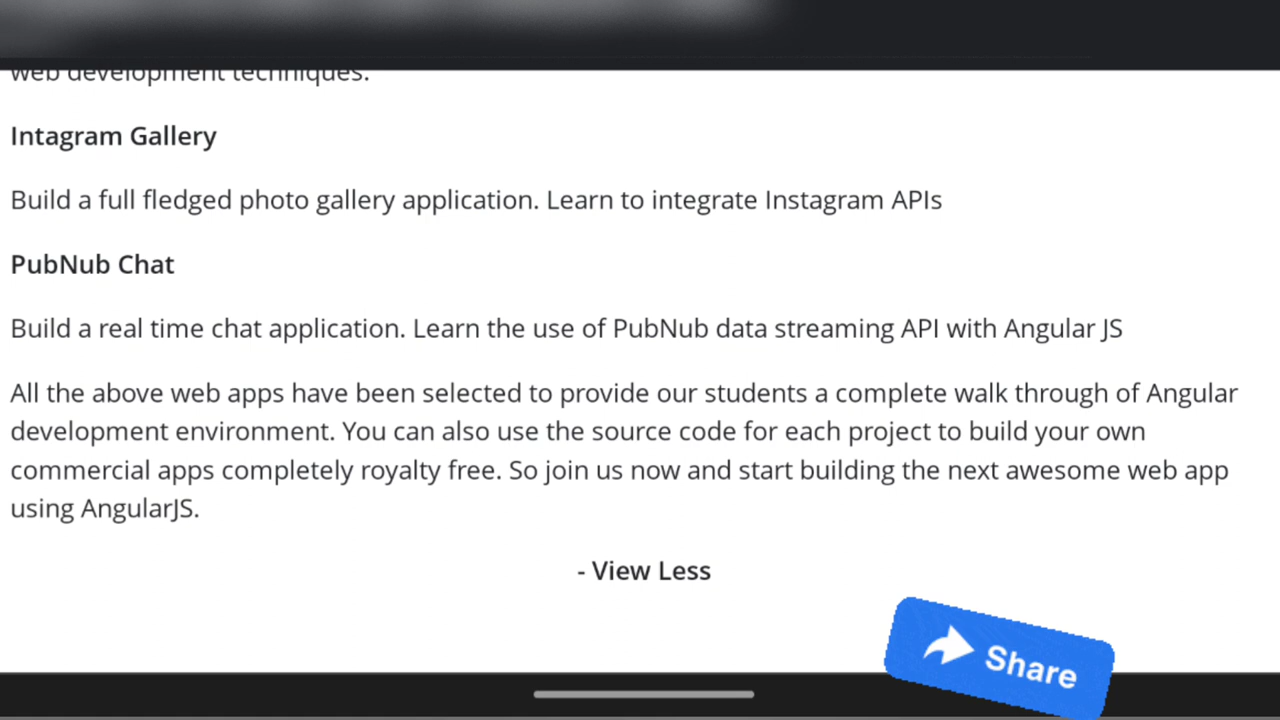 web development techniques.
Intagram Gallery
Build a full fledged photo gallery application. Learn to integrate Instagram APIs
PubNub Chat
Build a real time chat application. Learn the use of PubNub data streaming API with Angular JS
All the above web apps have been selected to provide our students a complete walk through of Angular
development environment. You can also use the source code for each project to build your own
commercial apps completely royalty free. So join us now and start building the next awesome web app
using AngularJS.
- View Less
Share